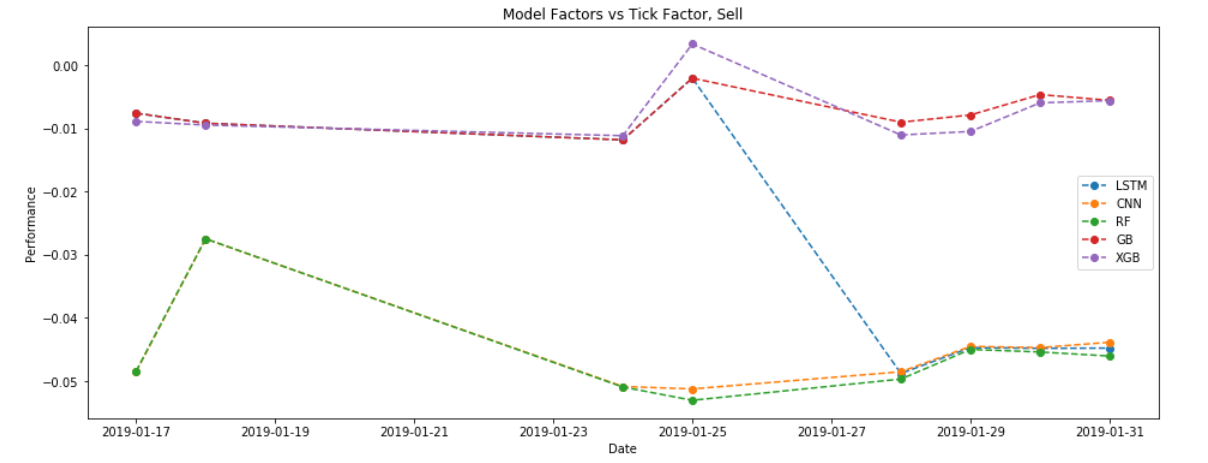 Model Factors vs Tick Factor, Sell
Performance
0.00
−0.01
−0.02
−0.03
−0.04
−0.05
LSTM
CNN
RF
GB
XGB
2019-01-17 2019-01-19 2019-01-21 2019-01-23 2019-01-25 2019-01-27 2019-01-29 2019-01-31
Date